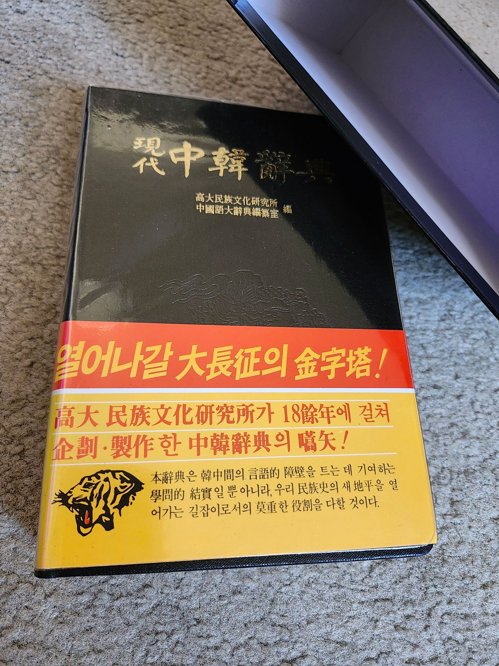 現代 中韓辭典
高大民族文化硏究所
中國語大辭典編纂室 編
열어나갈 大長征의 金字塔!
高大 民族文化硏究所가 18餘年에 걸쳐
企劃·製作한 中韓辭典의 嚆矢!
本辭典은 韓中間의 言語的 障壁을 트는 데 기여하는
學問的 結實일 뿐 아니라, 우리 民族史의 새 地平을 열
어가는 길잡이로서의 莫重한 役割을 다할 것이다.